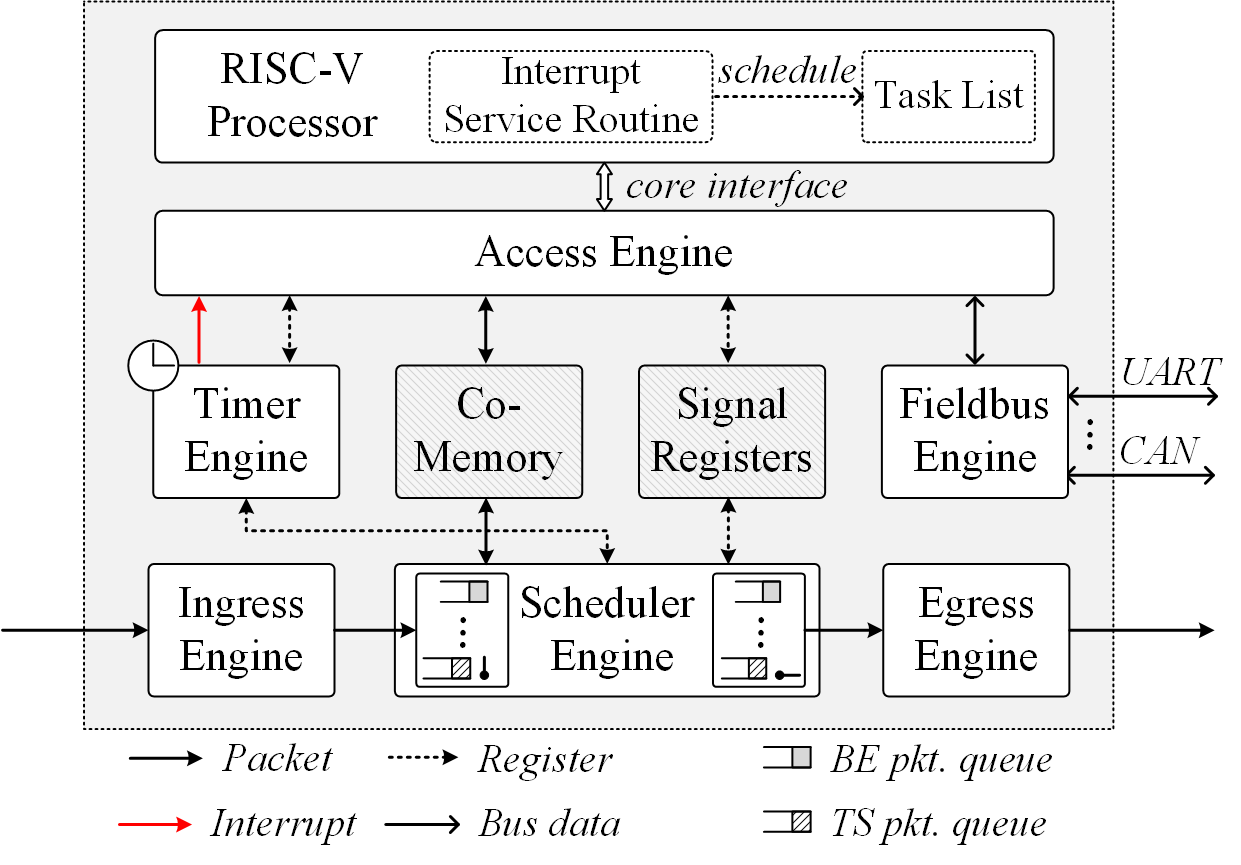 RISC-V
Processor
Interrupt
Service Routine
schedule
Task List
core interface
Access Engine
Timer
Engine
Co-
Memory
Signal
Registers
Fieldbus
Engine
UART
CAN
Ingress
Engine
Scheduler
Engine
Egress
Engine
Packet
Register
BE pkt. queue
Interrupt
Bus data
TS pkt. queue